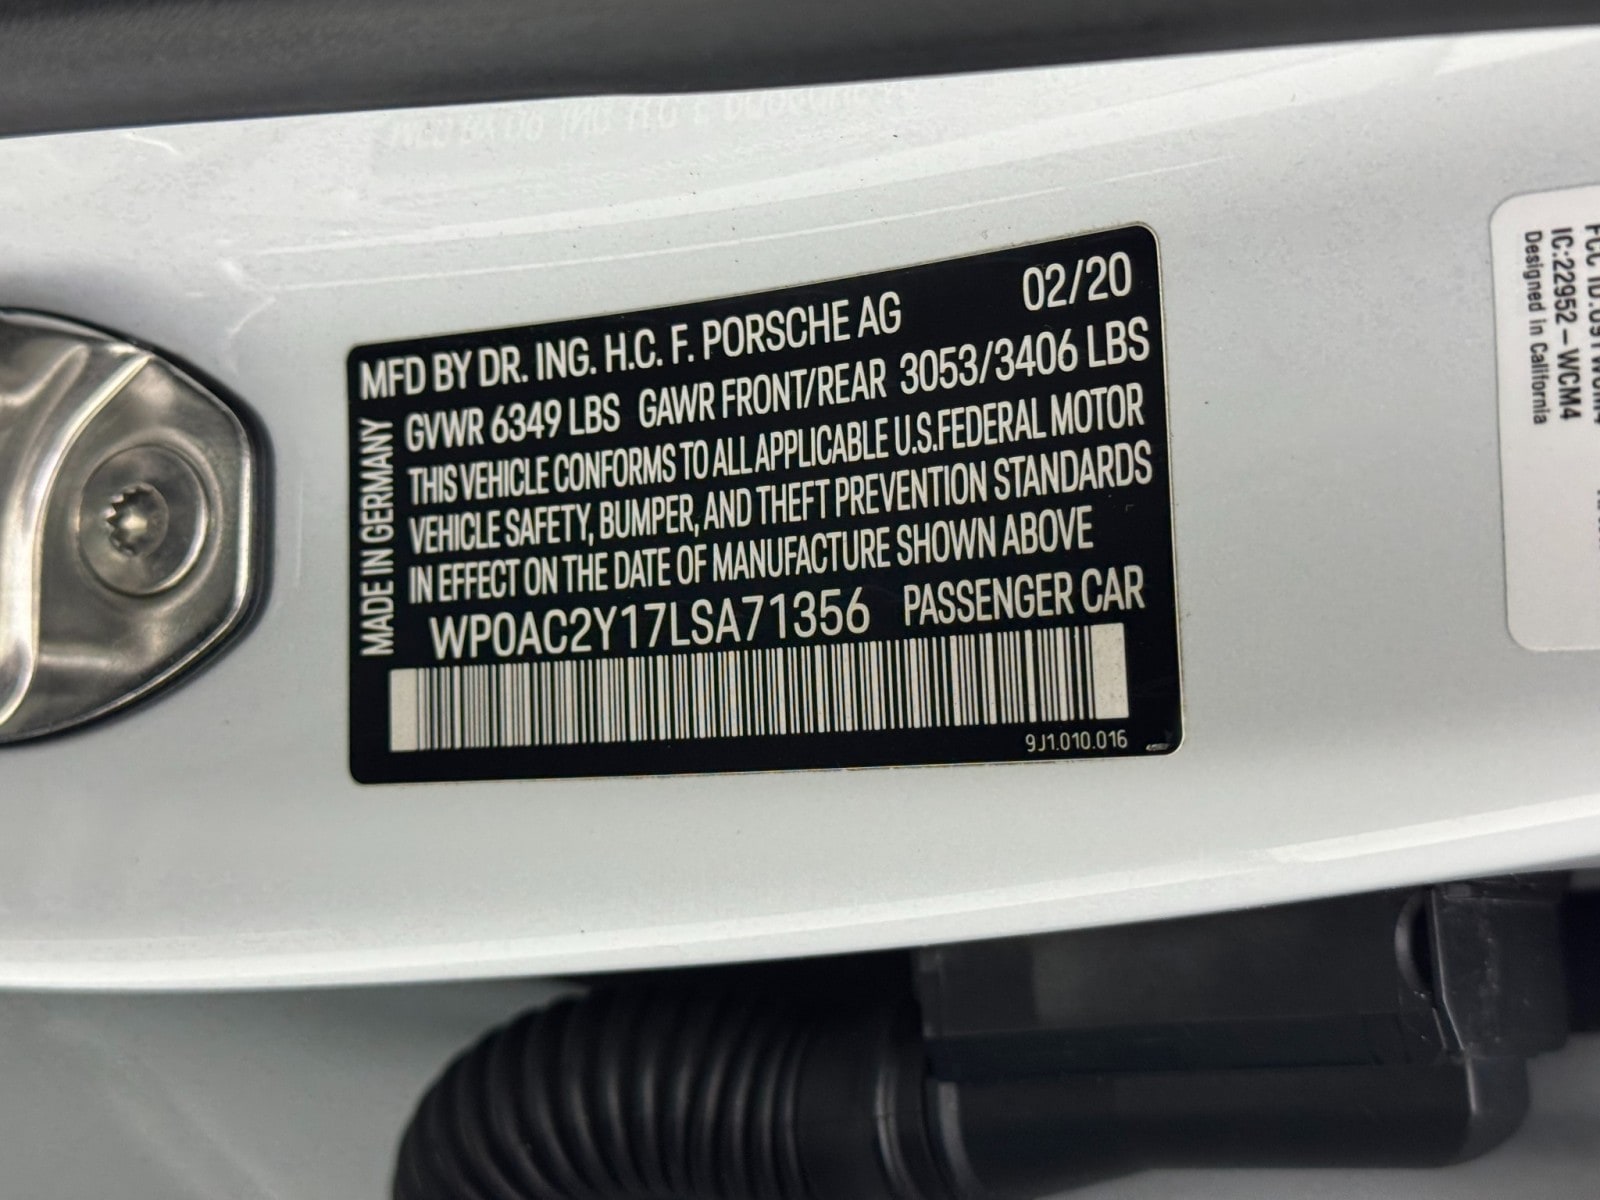 MFD BY DR. ING. H.C. F. PORSCHE AG 02/20
GVWR 6349 LBS GAWR FRONT/REAR 3053/3406 LBS
THIS VEHICLE CONFORMS TO ALL APPLICABLE U.S.FEDERAL MOTOR
VEHICLE SAFETY, BUMPER, AND THEFT PREVENTION STANDARDS
IN EFFECT ON THE DATE OF MANUFACTURE SHOWN ABOVE
WP0AC2Y17LSA71356 PASSENGER CAR
9J1.010.016
MADE IN GERMANY
FCC ID:
IC:22952-WCM4
Designed in California